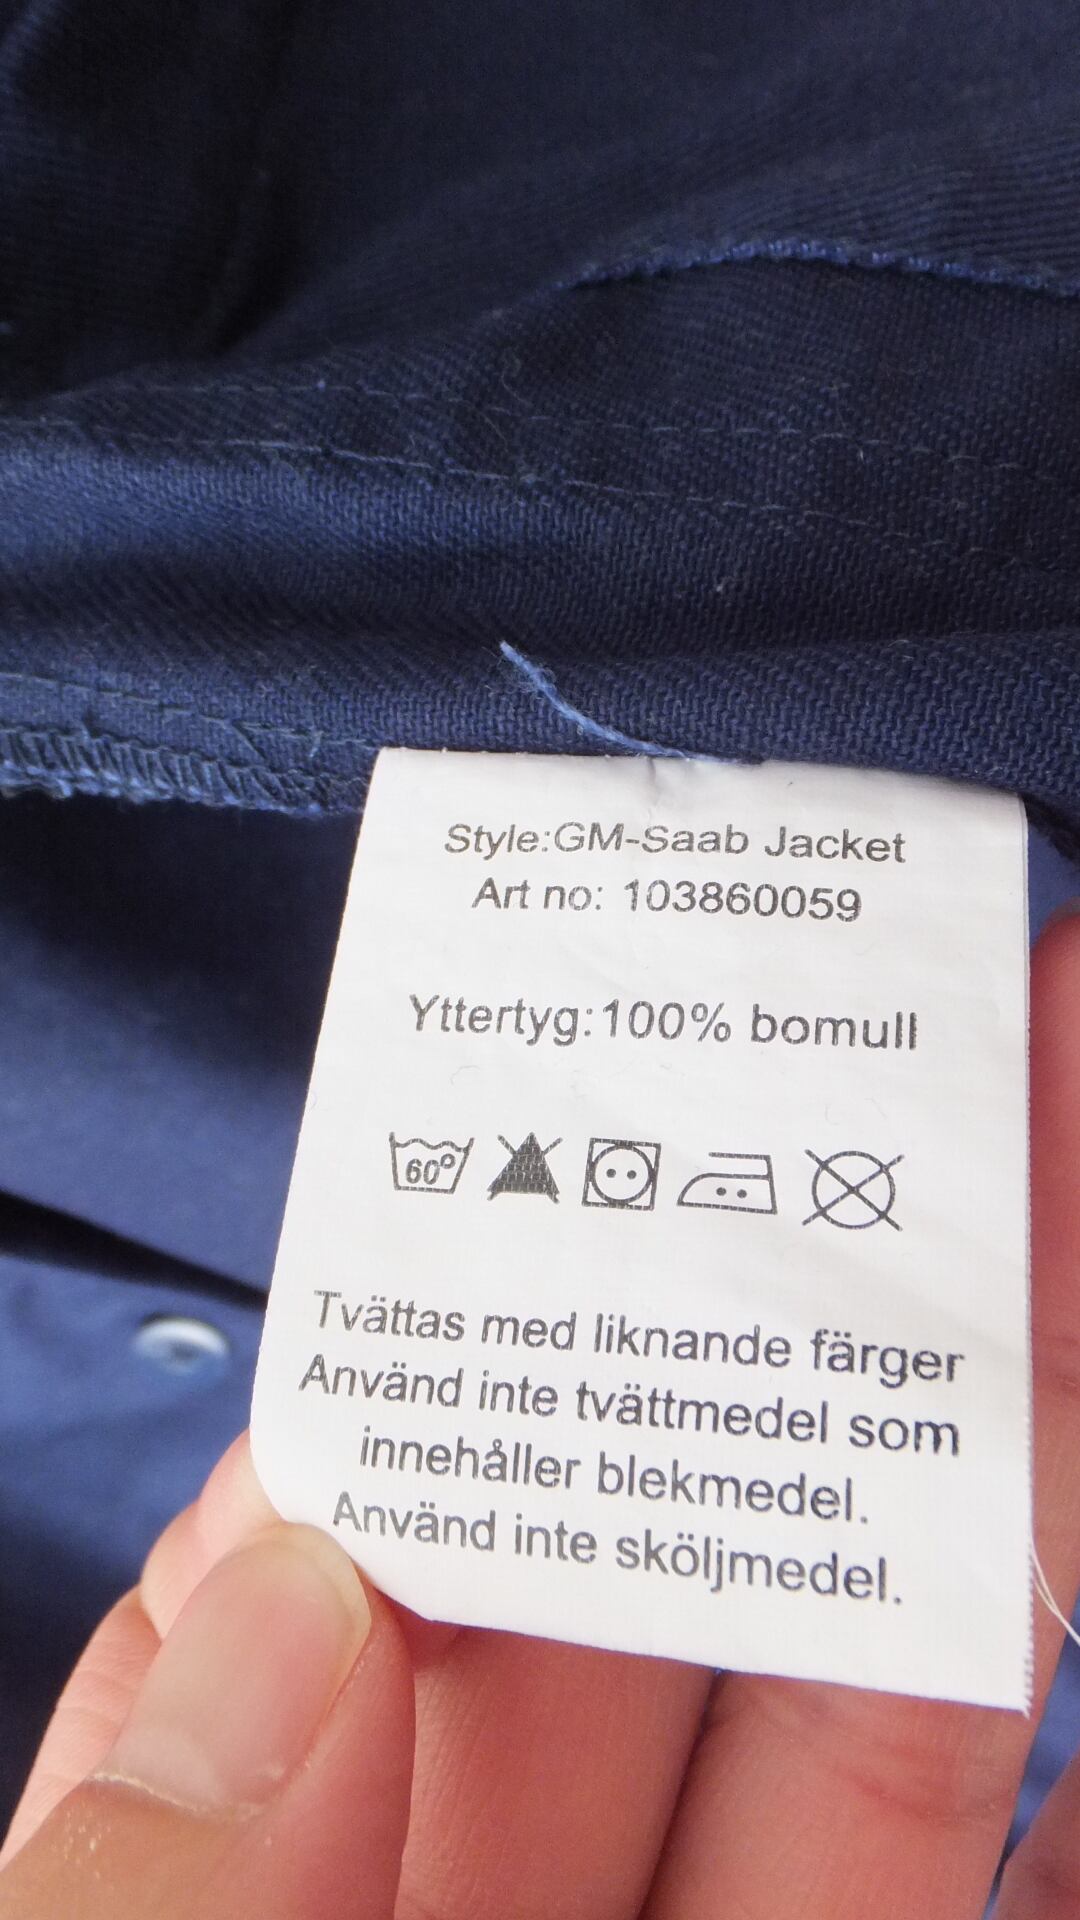 Style:GM-Saab Jacket
Art no: 103860059
Yttertyg:100% bomull
60°
Tvättas med liknande färger
Använd inte tvättmedel som
innehåller blekmedel.
Använd inte sköljmedel.